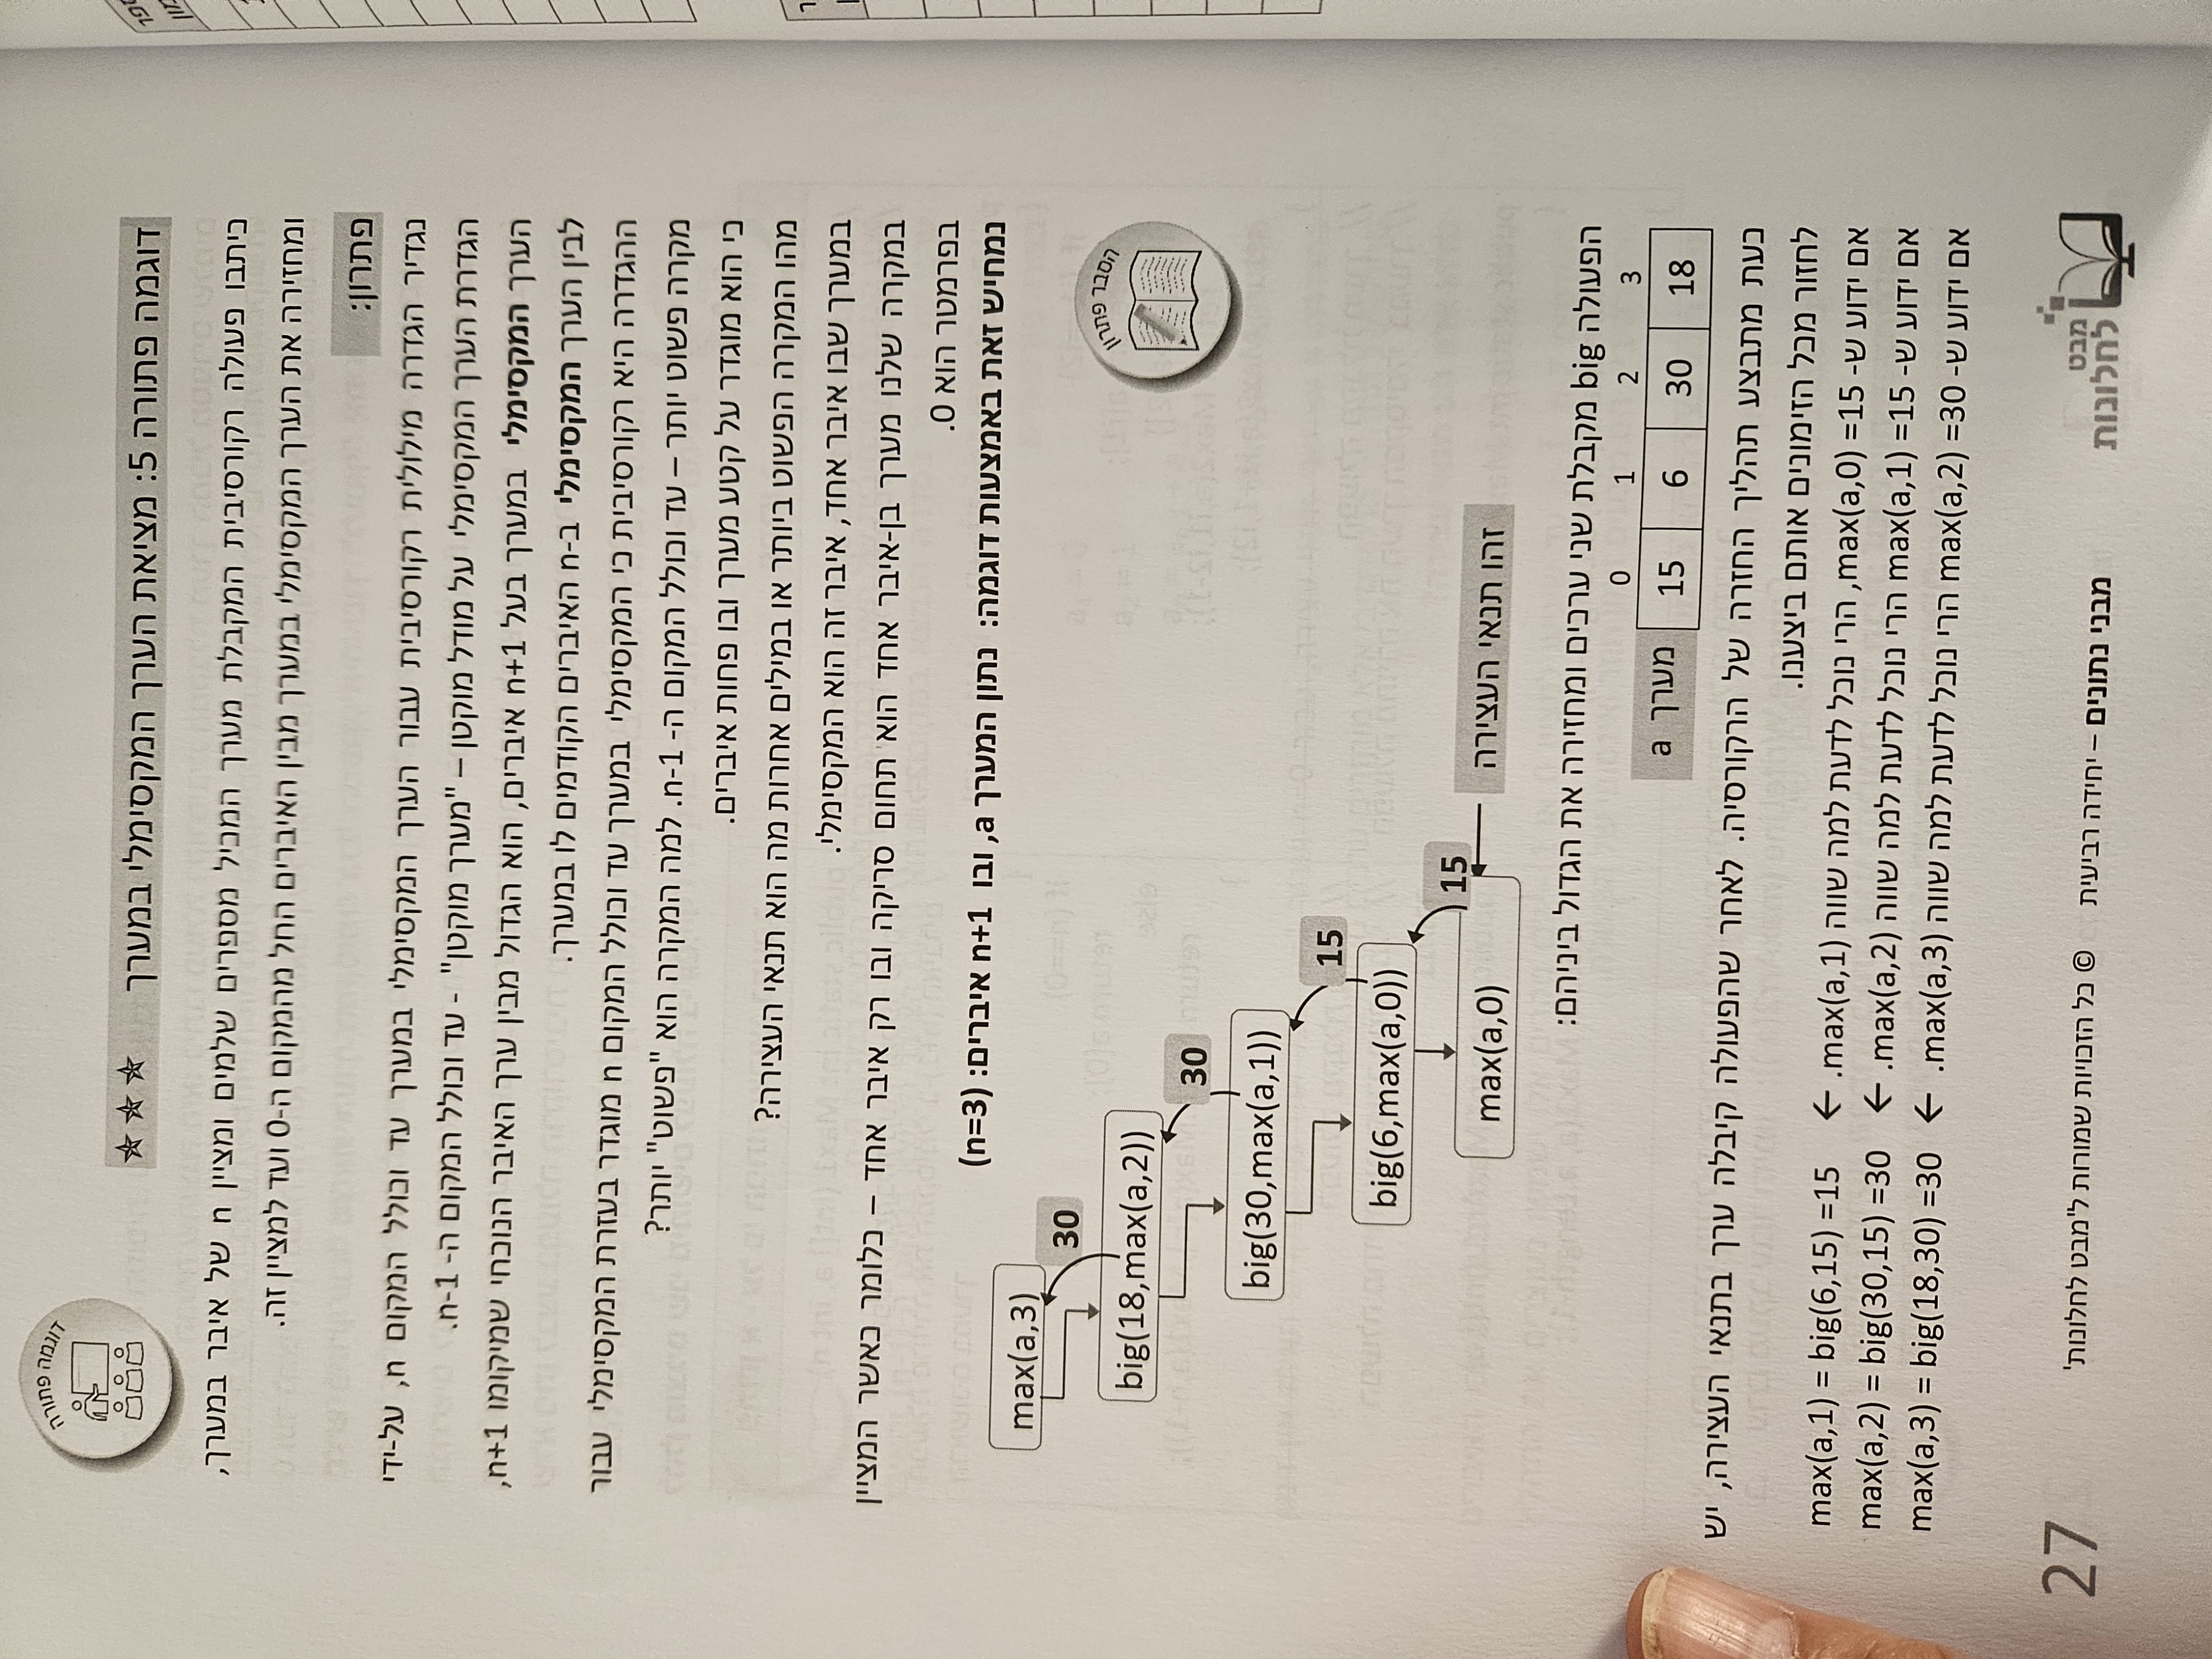 דוגמה פתורה
דוגמה פתורה 5: מציאת הערך המקסימלי במערך ★★★
כיתבו פעולה רקורסיבית המקבלת מערך המכיל מספרים שלמים ומציין n של איבר במערך,
ומחזירה את הערך המקסימלי במערך מבין האיברים החל מהמקום ה-0 ועד למציין זה.
פתרון:
נגדיר הגדרה מילולית רקורסיבית עבור הערך המקסימלי במערך עד וכולל המקום n, על-ידי
הגדרת הערך המקסימלי על מודל מוקטן – "מערך מוקטן" - עד וכולל המקום ה- n-1.
הערך המקסימלי במערך בעל n+1 איברים, הוא הגדול מבין ערך האיבר הנוכחי שמיקומו n+1,
לבין הערך המקסימלי ב-n האיברים הקודמים לו במערך.
ההגדרה היא רקורסיבית כי המקסימלי במערך עד וכולל המקום n מוגדר בעזרת המקסימלי עבור
מקרה פשוט יותר – עד וכולל המקום ה- n-1. למה המקרה הוא "פשוט" יותר?
כי הוא מוגדר על קטע מערך ובו פחות איברים.
מהו המקרה הפשוט ביותר או במילים אחרות מה הוא תנאי העצירה?
במערך שבו איבר אחד, איבר זה הוא המקסימלי.
במקרה שלנו מערך בן-איבר אחד הוא תחום סריקה ובו רק איבר אחד – כלומר כאשר המציין
בפרמטר הוא 0.
נמחיש זאת באמצעות דוגמה: נתון המערך a, ובו n+1 איברים: (n=3)
max(a,3)
30
big(18,max(a,2))
30
big(30,max(a,1))
15
big(6,max(a,0))
15
max(a,0)
זהו תנאי העצירה
הסבר פתרון
הפעולה big מקבלת שני ערכים ומחזירה את הגדול ביניהם:
0 1 2 3
מערך a 15 6 30 18
כעת מתבצע תהליך החזרה של הרקורסיה. לאחר שהפעולה קיבלה ערך בתנאי העצירה, יש
לחזור מכל הזימונים אותם ביצענו.
אם ידוע ש- max(a,0) =15, הרי נוכל לדעת למה שווה max(a,1). ← max(a,1) = big(6,15) =15
אם ידוע ש- max(a,1) =15 הרי נוכל לדעת למה שווה max(a,2). ← max(a,2) = big(30,15) =30
אם ידוע ש- max(a,2) =30 הרי נוכל לדעת למה שווה max(a,3). ← max(a,3) = big(18,30) =30
מבט
לחלונות
מבני נתונים – יחידה רביעית © כל הזכויות שמורות ל'מבט לחלונות'
27